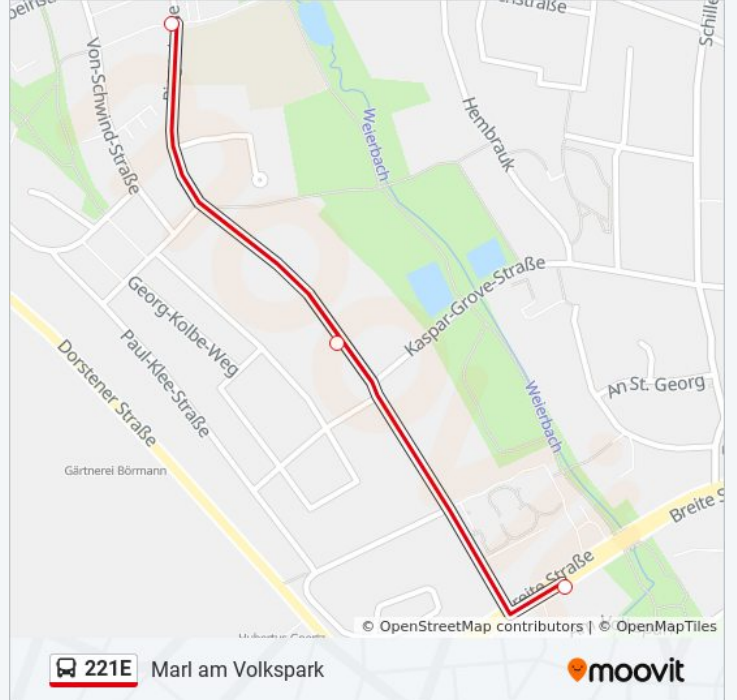 Von-Schwind-Straße
Weierbach
Hembrauk
Kaspar-Grove-Straße
Georg-Kolbe-Weg
Paul-Klee-Straße
Dorstener Straße
An St. Georg
Weierbach
Gärtnerei Börmann
Breite S
reite Straße
© OpenStreetMap contributors | © OpenMapTiles
221E Marl am Volkspark
moovit